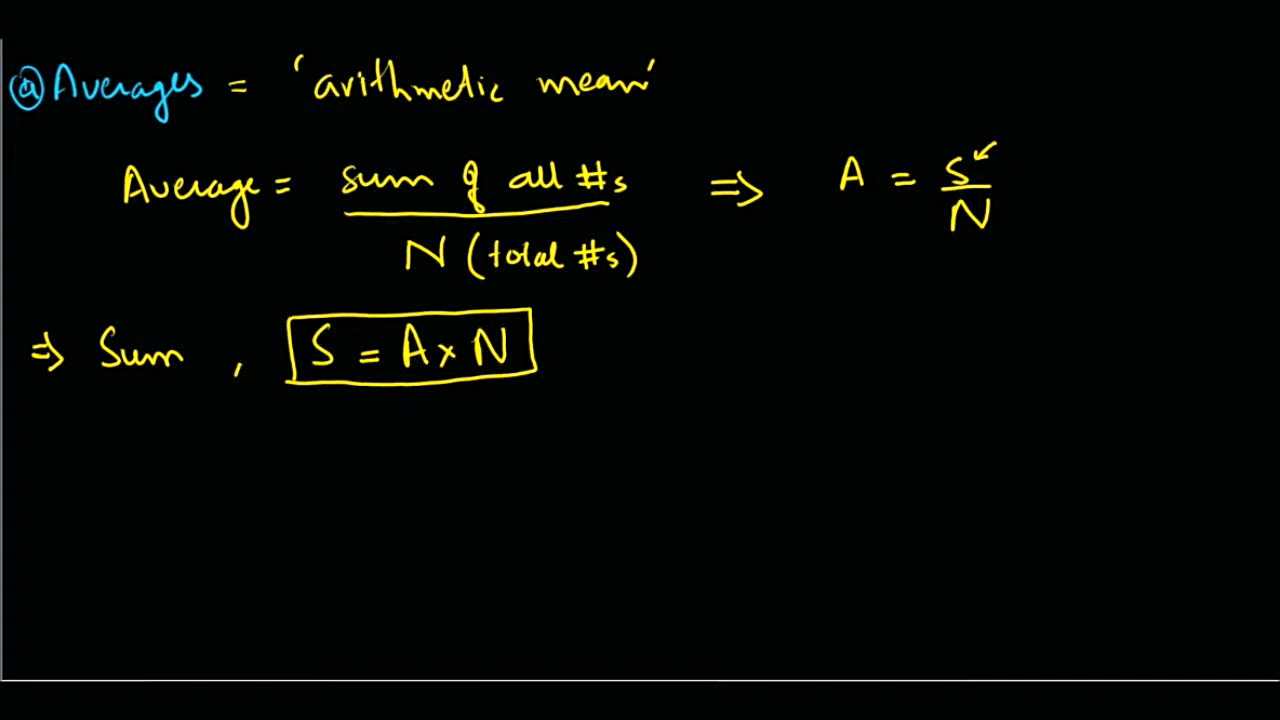 ⓐ Averages = 'arithmetic mean'
Average = sum of all #s / N (total #s) ⇒ A = S / N
⇒ Sum , S = A × N